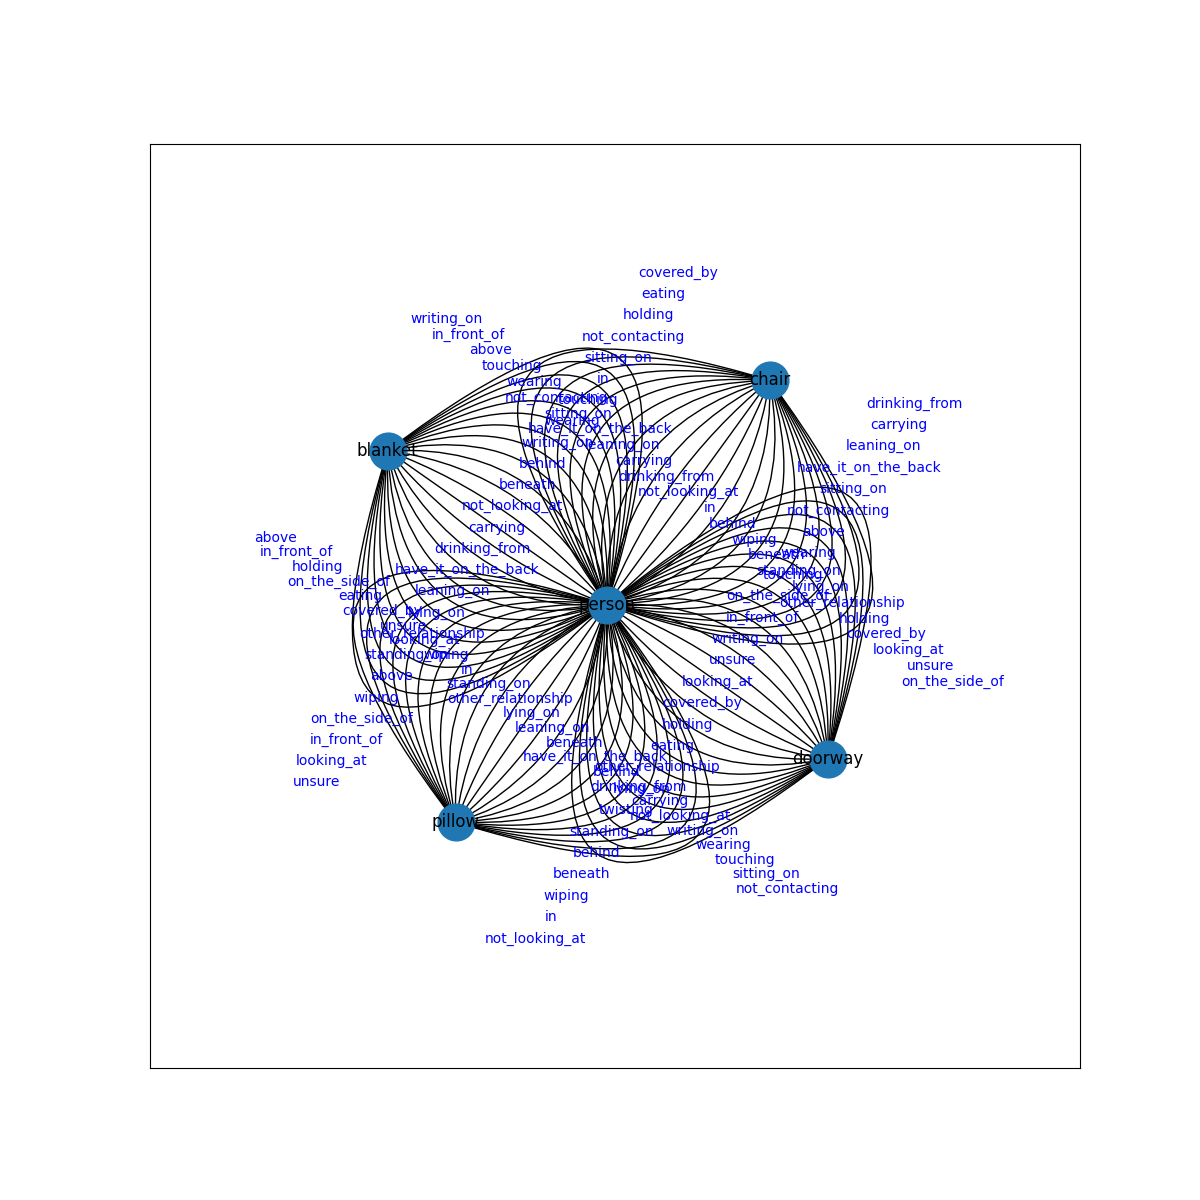 covered_by
eating
holding
writing_on
not_contacting
in_front_of
above
sitting_on
touching
in
chair
wearing
not_contacting
touching
drinking_from
sitting_on
wearing
carrying
have_it_on_the_back
writing_on
leaning_on
leaning_on
blanket
carrying
behind
have_it_on_the_back
drinking_from
beneath
sitting_on
not_looking_at
not_looking_at
in
not_contacting
behind
carrying
above
above
wiping
drinking_from
in_front_of
beneath
wearing
holding
have_it_on_the_back
standing_on
touching
on_the_side_of
lying_on
leaning_on
eating
on_the_side_of
other_relationship
person
covered_by
lying_on
in_front_of
holding
unsure
other_relationship
covered_by
looking_at
writing_on
looking_at
standing_on
wiping
unsure
unsure
in
above
looking_at
on_the_side_of
standing_on
wiping
other_relationship
covered_by
lying_on
on_the_side_of
holding
leaning_on
in_front_of
beneath
eating
have_it_on_the_back
doorway
looking_at
other_relationship
behind
unsure
drinking_from
lying_on
carrying
twisting
not_looking_at
pillow
standing_on
writing_on
wearing
behind
touching
beneath
sitting_on
not_contacting
wiping
in
not_looking_at